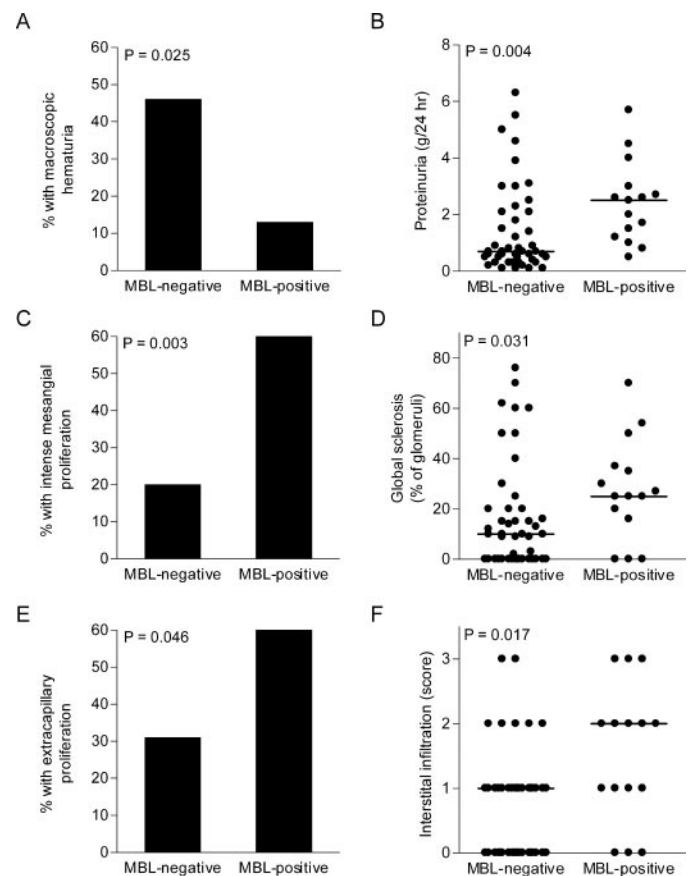 A
60
50
40
30
20
10
0
P = 0.025
% with macroscopic
hematuria
MBL-negative MBL-positive
B
8
6
4
2
0
P = 0.004
Proteinuria (g/24 hr)
MBL-negative MBL-positive
C
60
50
40
30
20
10
0
P = 0.003
% with intense mesangial
proliferation
MBL-negative MBL-positive
D
80
60
40
20
0
P = 0.031
Global sclerosis
(% of glomeruli)
MBL-negative MBL-positive
E
60
50
40
30
20
10
0
P = 0.046
% with extracapillary
proliferation
MBL-negative MBL-positive
F
3
2
1
0
P = 0.017
Interstital infiltration (score)
MBL-negative MBL-positive